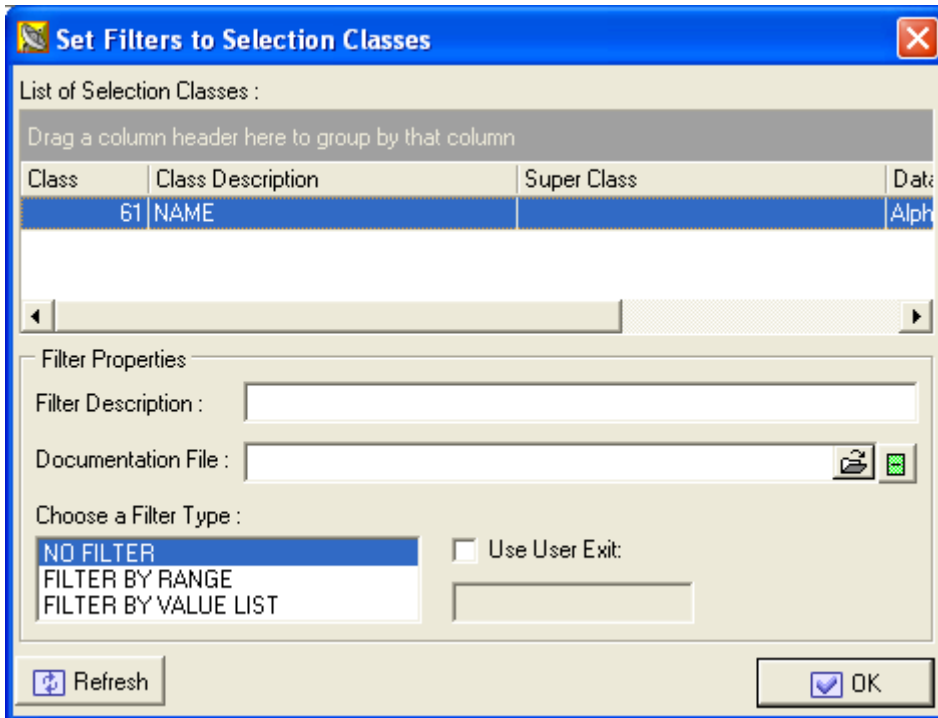 Set Filters to Selection Classes
List of Selection Classes :
Drag a column header here to group by that column
Class Class Description Super Class Data
61 NAME Alph
Filter Properties
Filter Description :
Documentation File :
Choose a Filter Type :
NO FILTER
FILTER BY RANGE
FILTER BY VALUE LIST
Use User Exit:
Refresh OK